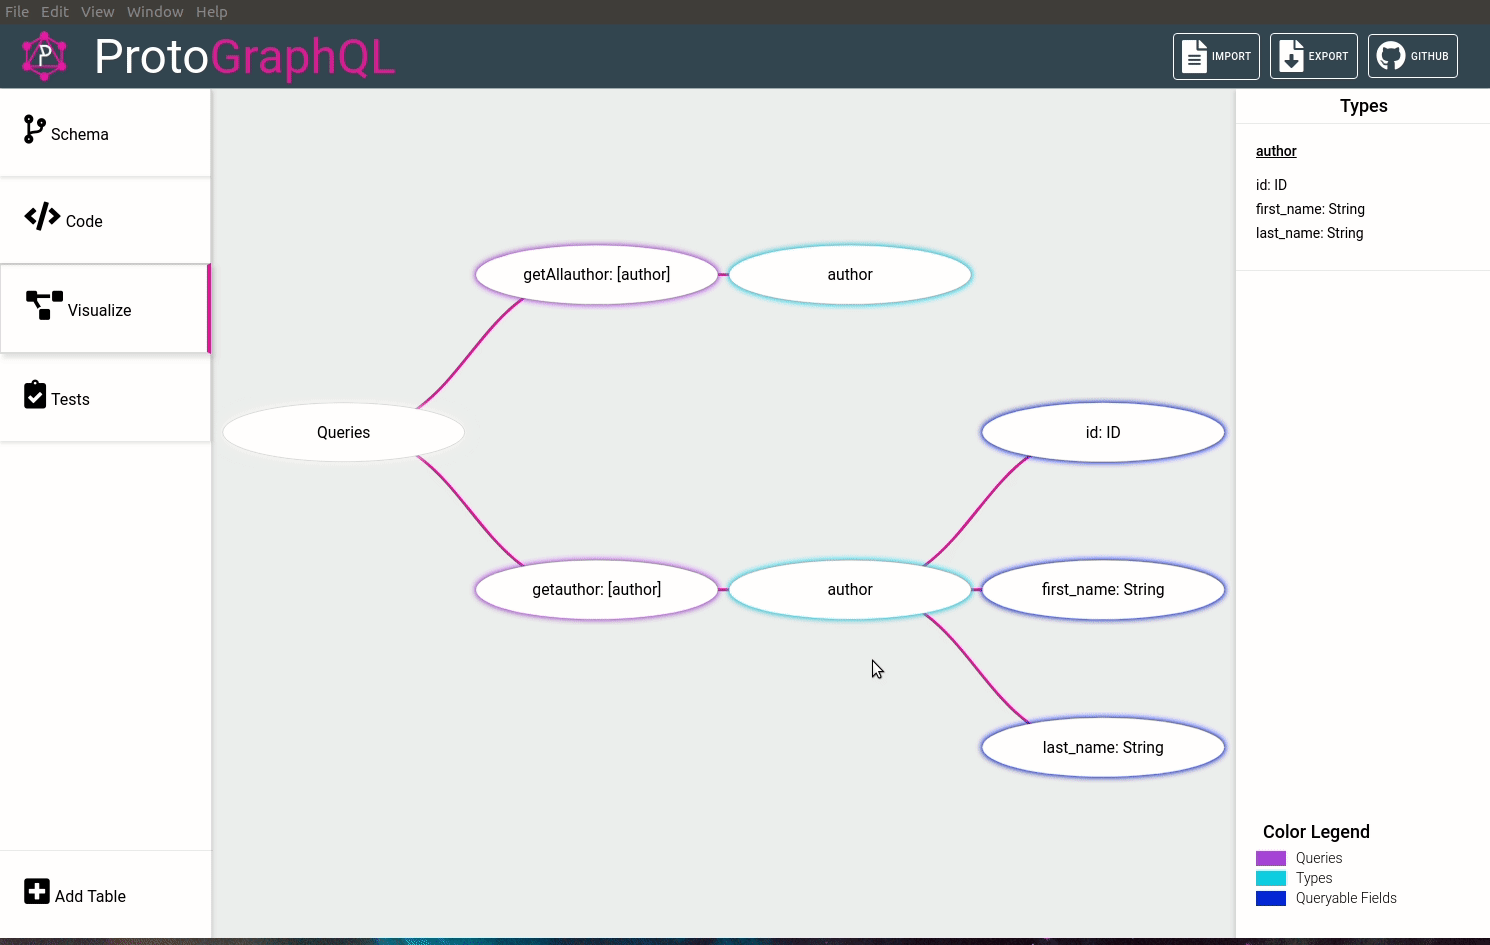 File Edit View Window Help
ProtoGraphQL
IMPORT
EXPORT
GITHUB
Schema
Code
Visualize
Tests
Add Table
getAllauthor: [author]
author
Queries
id: ID
getauthor: [author]
author
first_name: String
last_name: String
Types
author
id: ID
first_name: String
last_name: String
Color Legend
Queries
Types
Queryable Fields